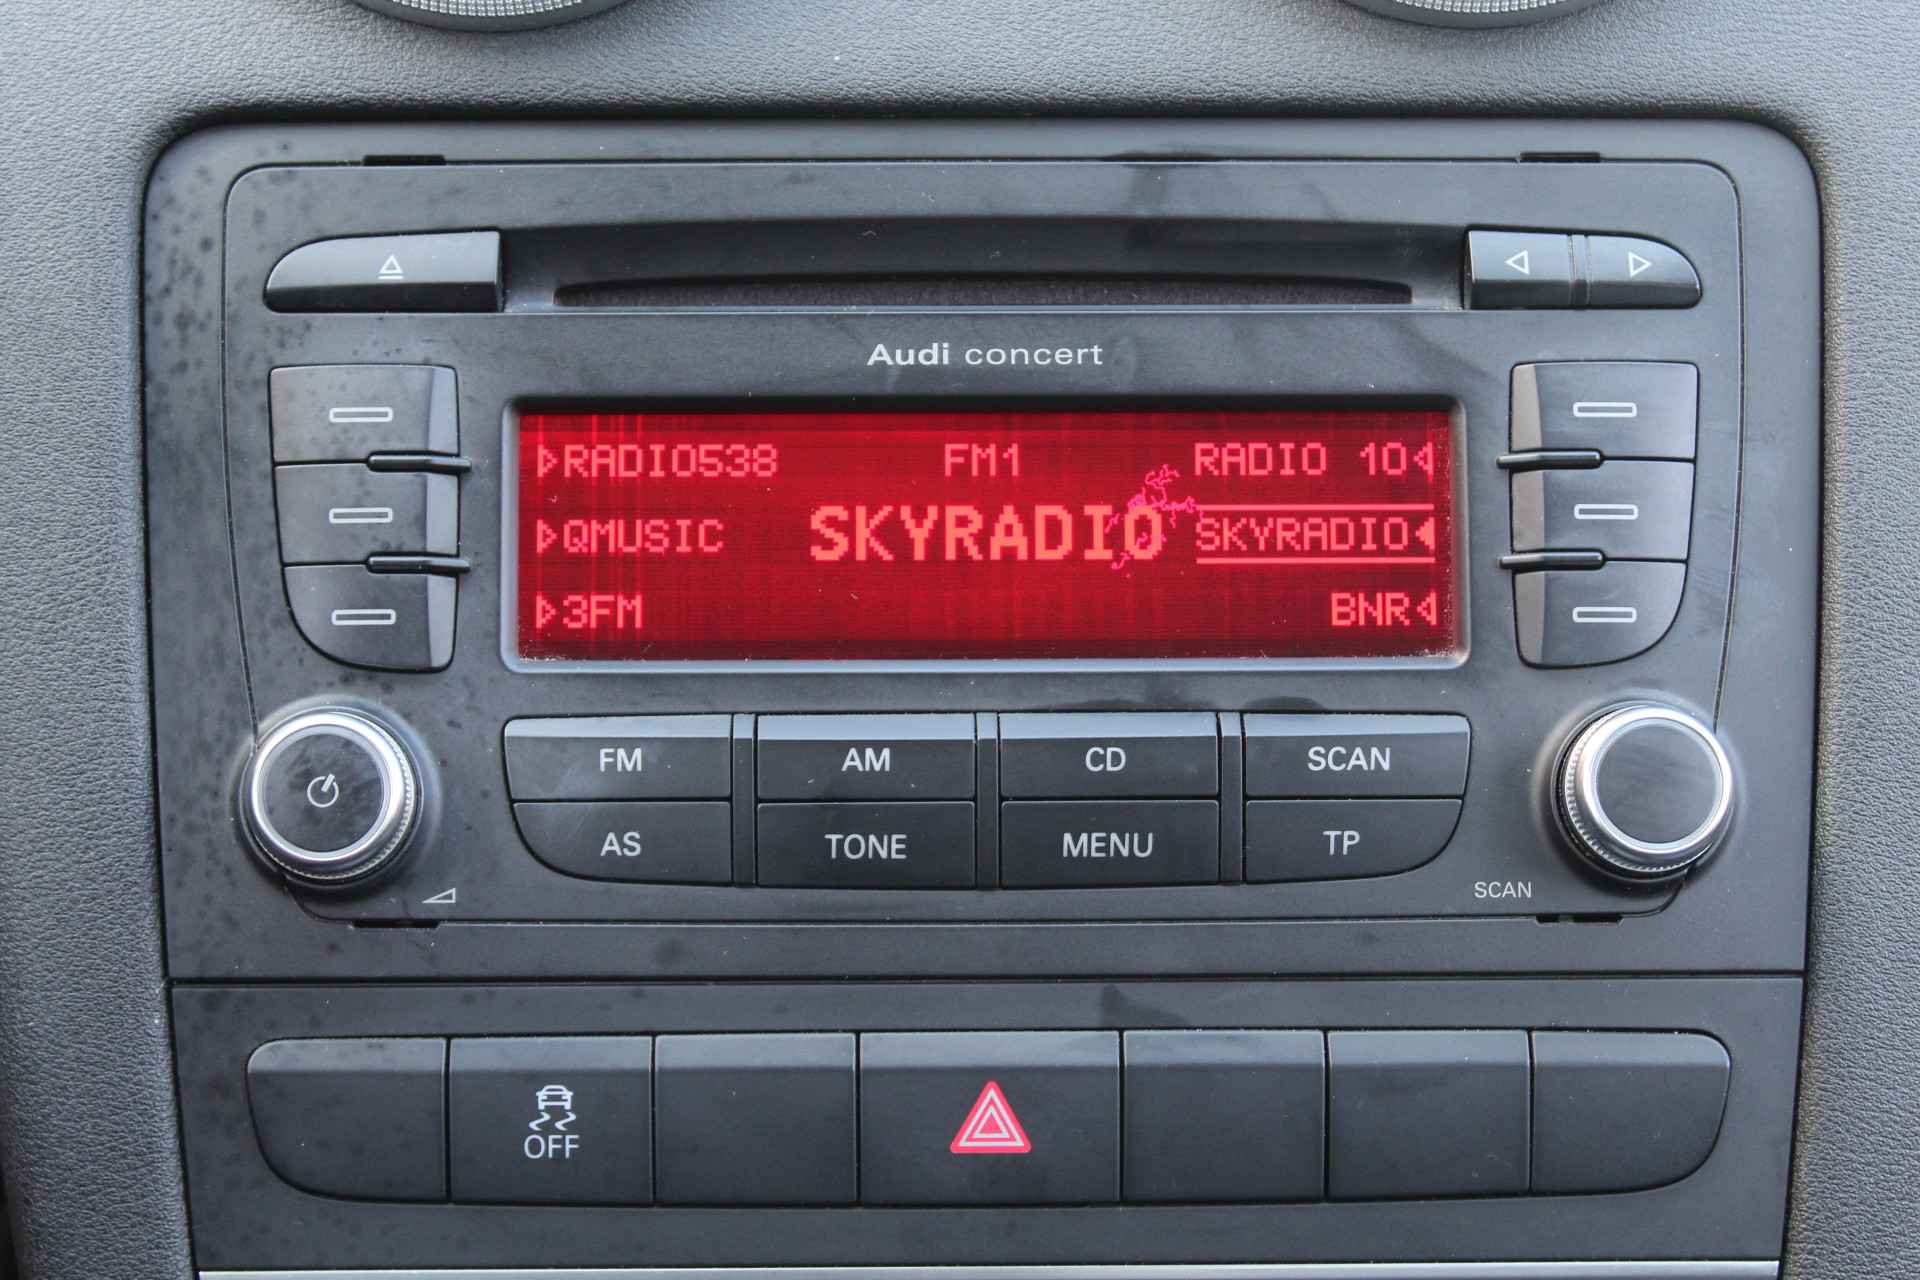 Audi concert
RADIO538 FM1 RADIO 10
QMUSIC SKYRADIO SKYRADIO
3FM BNR
FM AM CD SCAN
AS TONE MENU TP
SCAN
OFF